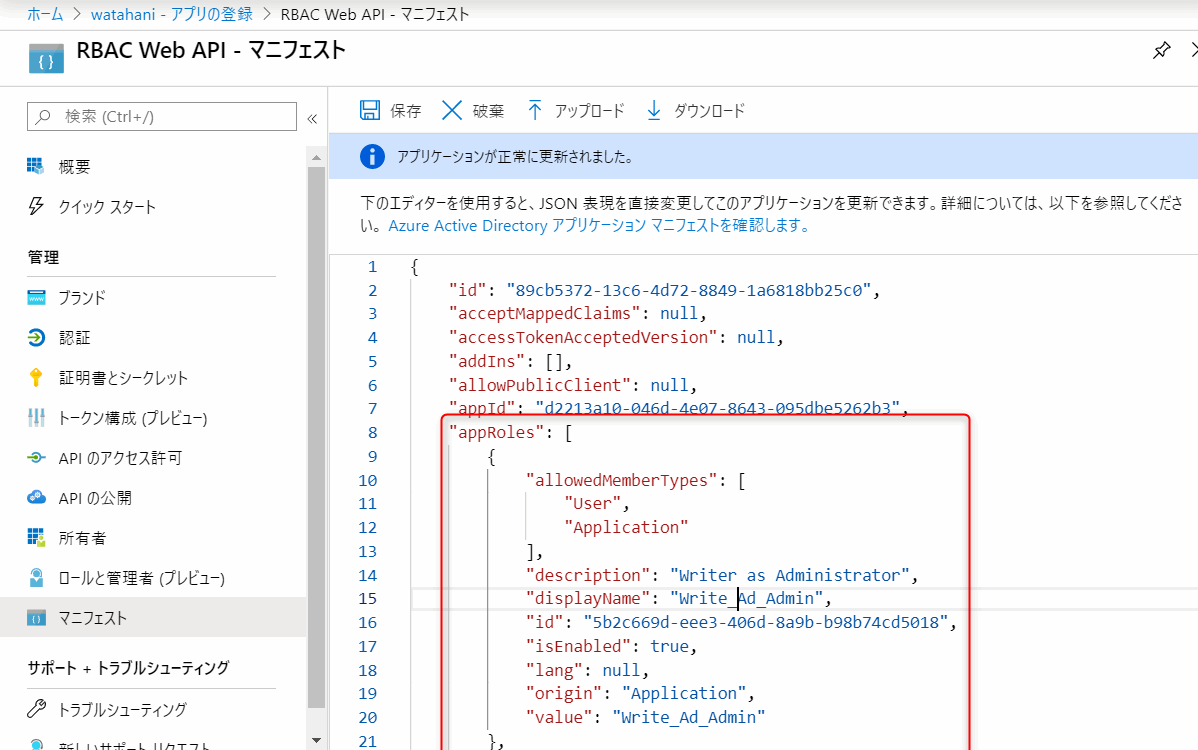 ホーム > watahani - アプリの登録 > RBAC Web API - マニフェスト
RBAC Web API - マニフェスト
検索 (Ctrl+/)
«
概要
クイック スタート
管理
ブランド
認証
証明書とシークレット
トークン構成 (プレビュー)
API のアクセス許可
API の公開
所有者
ロールと管理者 (プレビュー)
マニフェスト
サポート + トラブルシューティング
トラブルシューティング
新しいサポート リクエスト
保存 破棄 アップロード ダウンロード
アプリケーションが正常に更新されました。
下のエディターを使用すると、JSON 表現を直接変更してこのアプリケーションを更新できます。詳細については、以下を参照してくださ
い。Azure Active Directory アプリケーション マニフェストを確認します。
1 {
2 "id": "89cb5372-13c6-4d72-8849-1a6818bb25c0",
3 "acceptMappedClaims": null,
4 "accessTokenAcceptedVersion": null,
5 "addIns": [],
6 "allowPublicClient": null,
7 "appId": "d2213a10-046d-4e07-8643-095dbe5262b3",
8 "appRoles": [
9 {
10 "allowedMemberTypes": [
11 "User",
12 "Application"
13 ],
14 "description": "Writer as Administrator",
15 "displayName": "Write_Ad_Admin",
16 "id": "5b2c669d-eee3-406d-8a9b-b98b74cd5018",
17 "isEnabled": true,
18 "lang": null,
19 "origin": "Application",
20 "value": "Write_Ad_Admin"
21 },